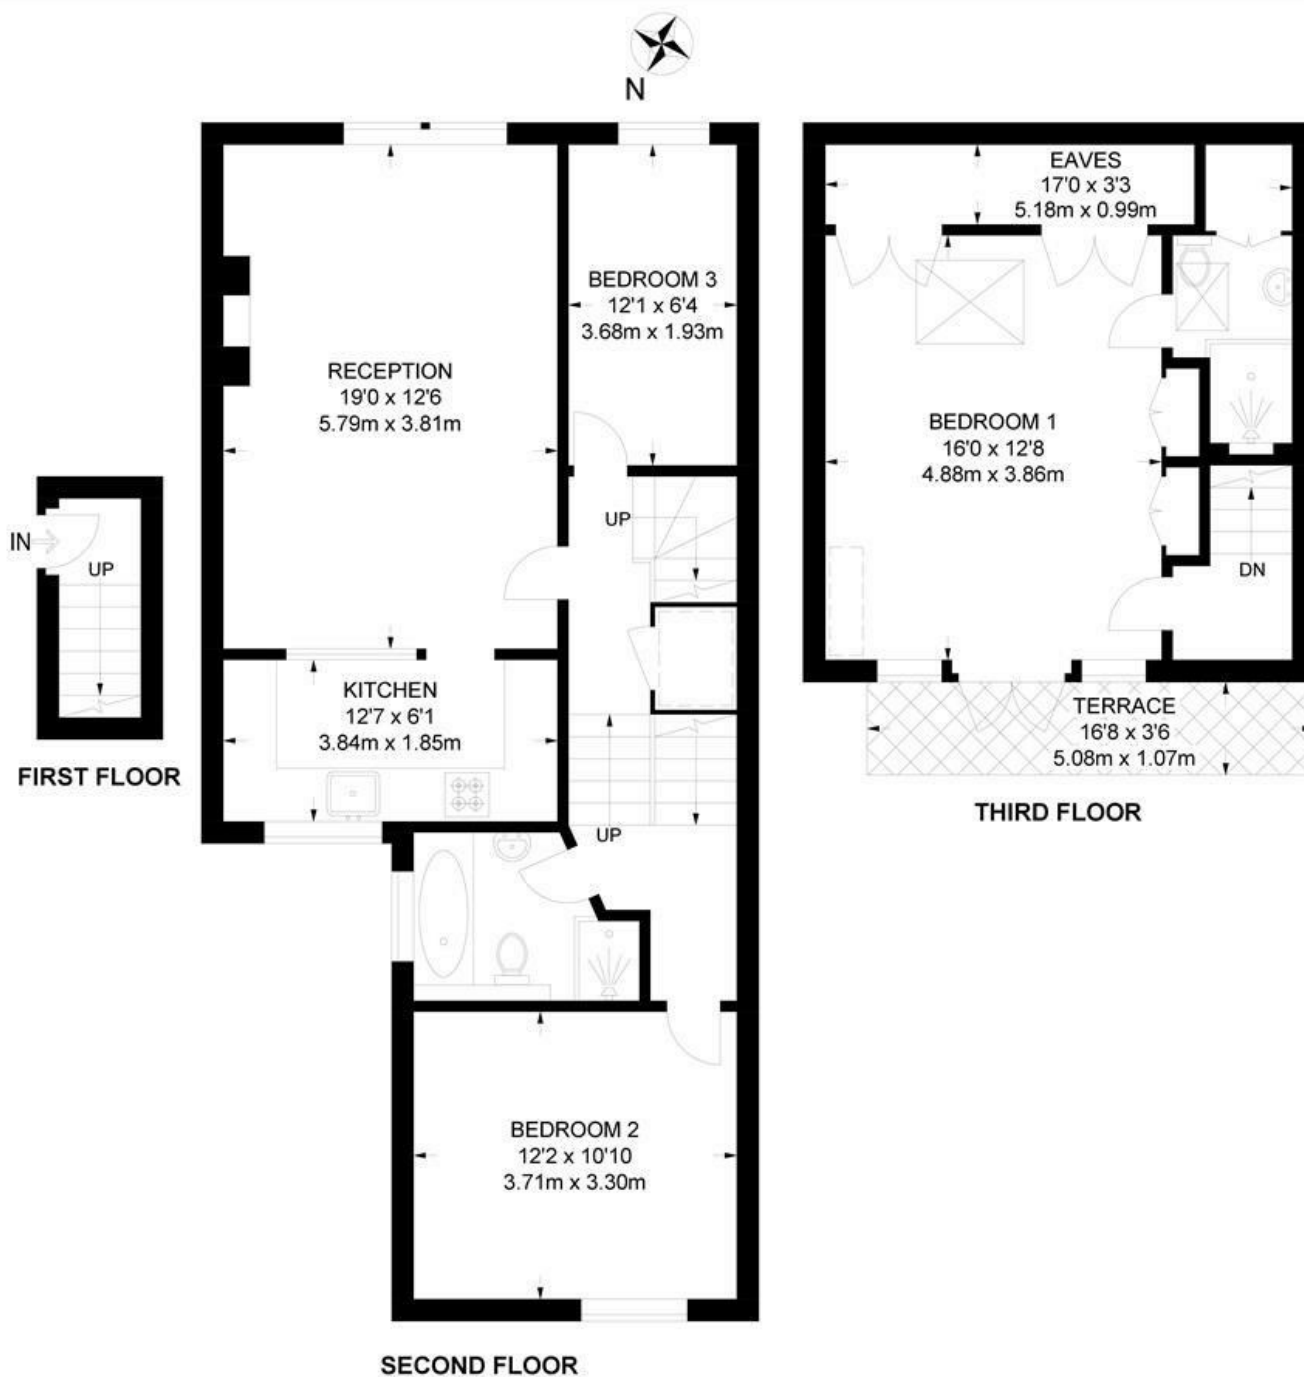 N
RECEPTION
19'0 x 12'6
5.79m x 3.81m
BEDROOM 3
12'1 x 6'4
3.68m x 1.93m
UP
KITCHEN
12'7 x 6'1
3.84m x 1.85m
UP
BEDROOM 2
12'2 x 10'10
3.71m x 3.30m
SECOND FLOOR
IN
UP
FIRST FLOOR
EAVES
17'0 x 3'3
5.18m x 0.99m
BEDROOM 1
16'0 x 12'8
4.88m x 3.86m
DN
TERRACE
16'8 x 3'6
5.08m x 1.07m
THIRD FLOOR